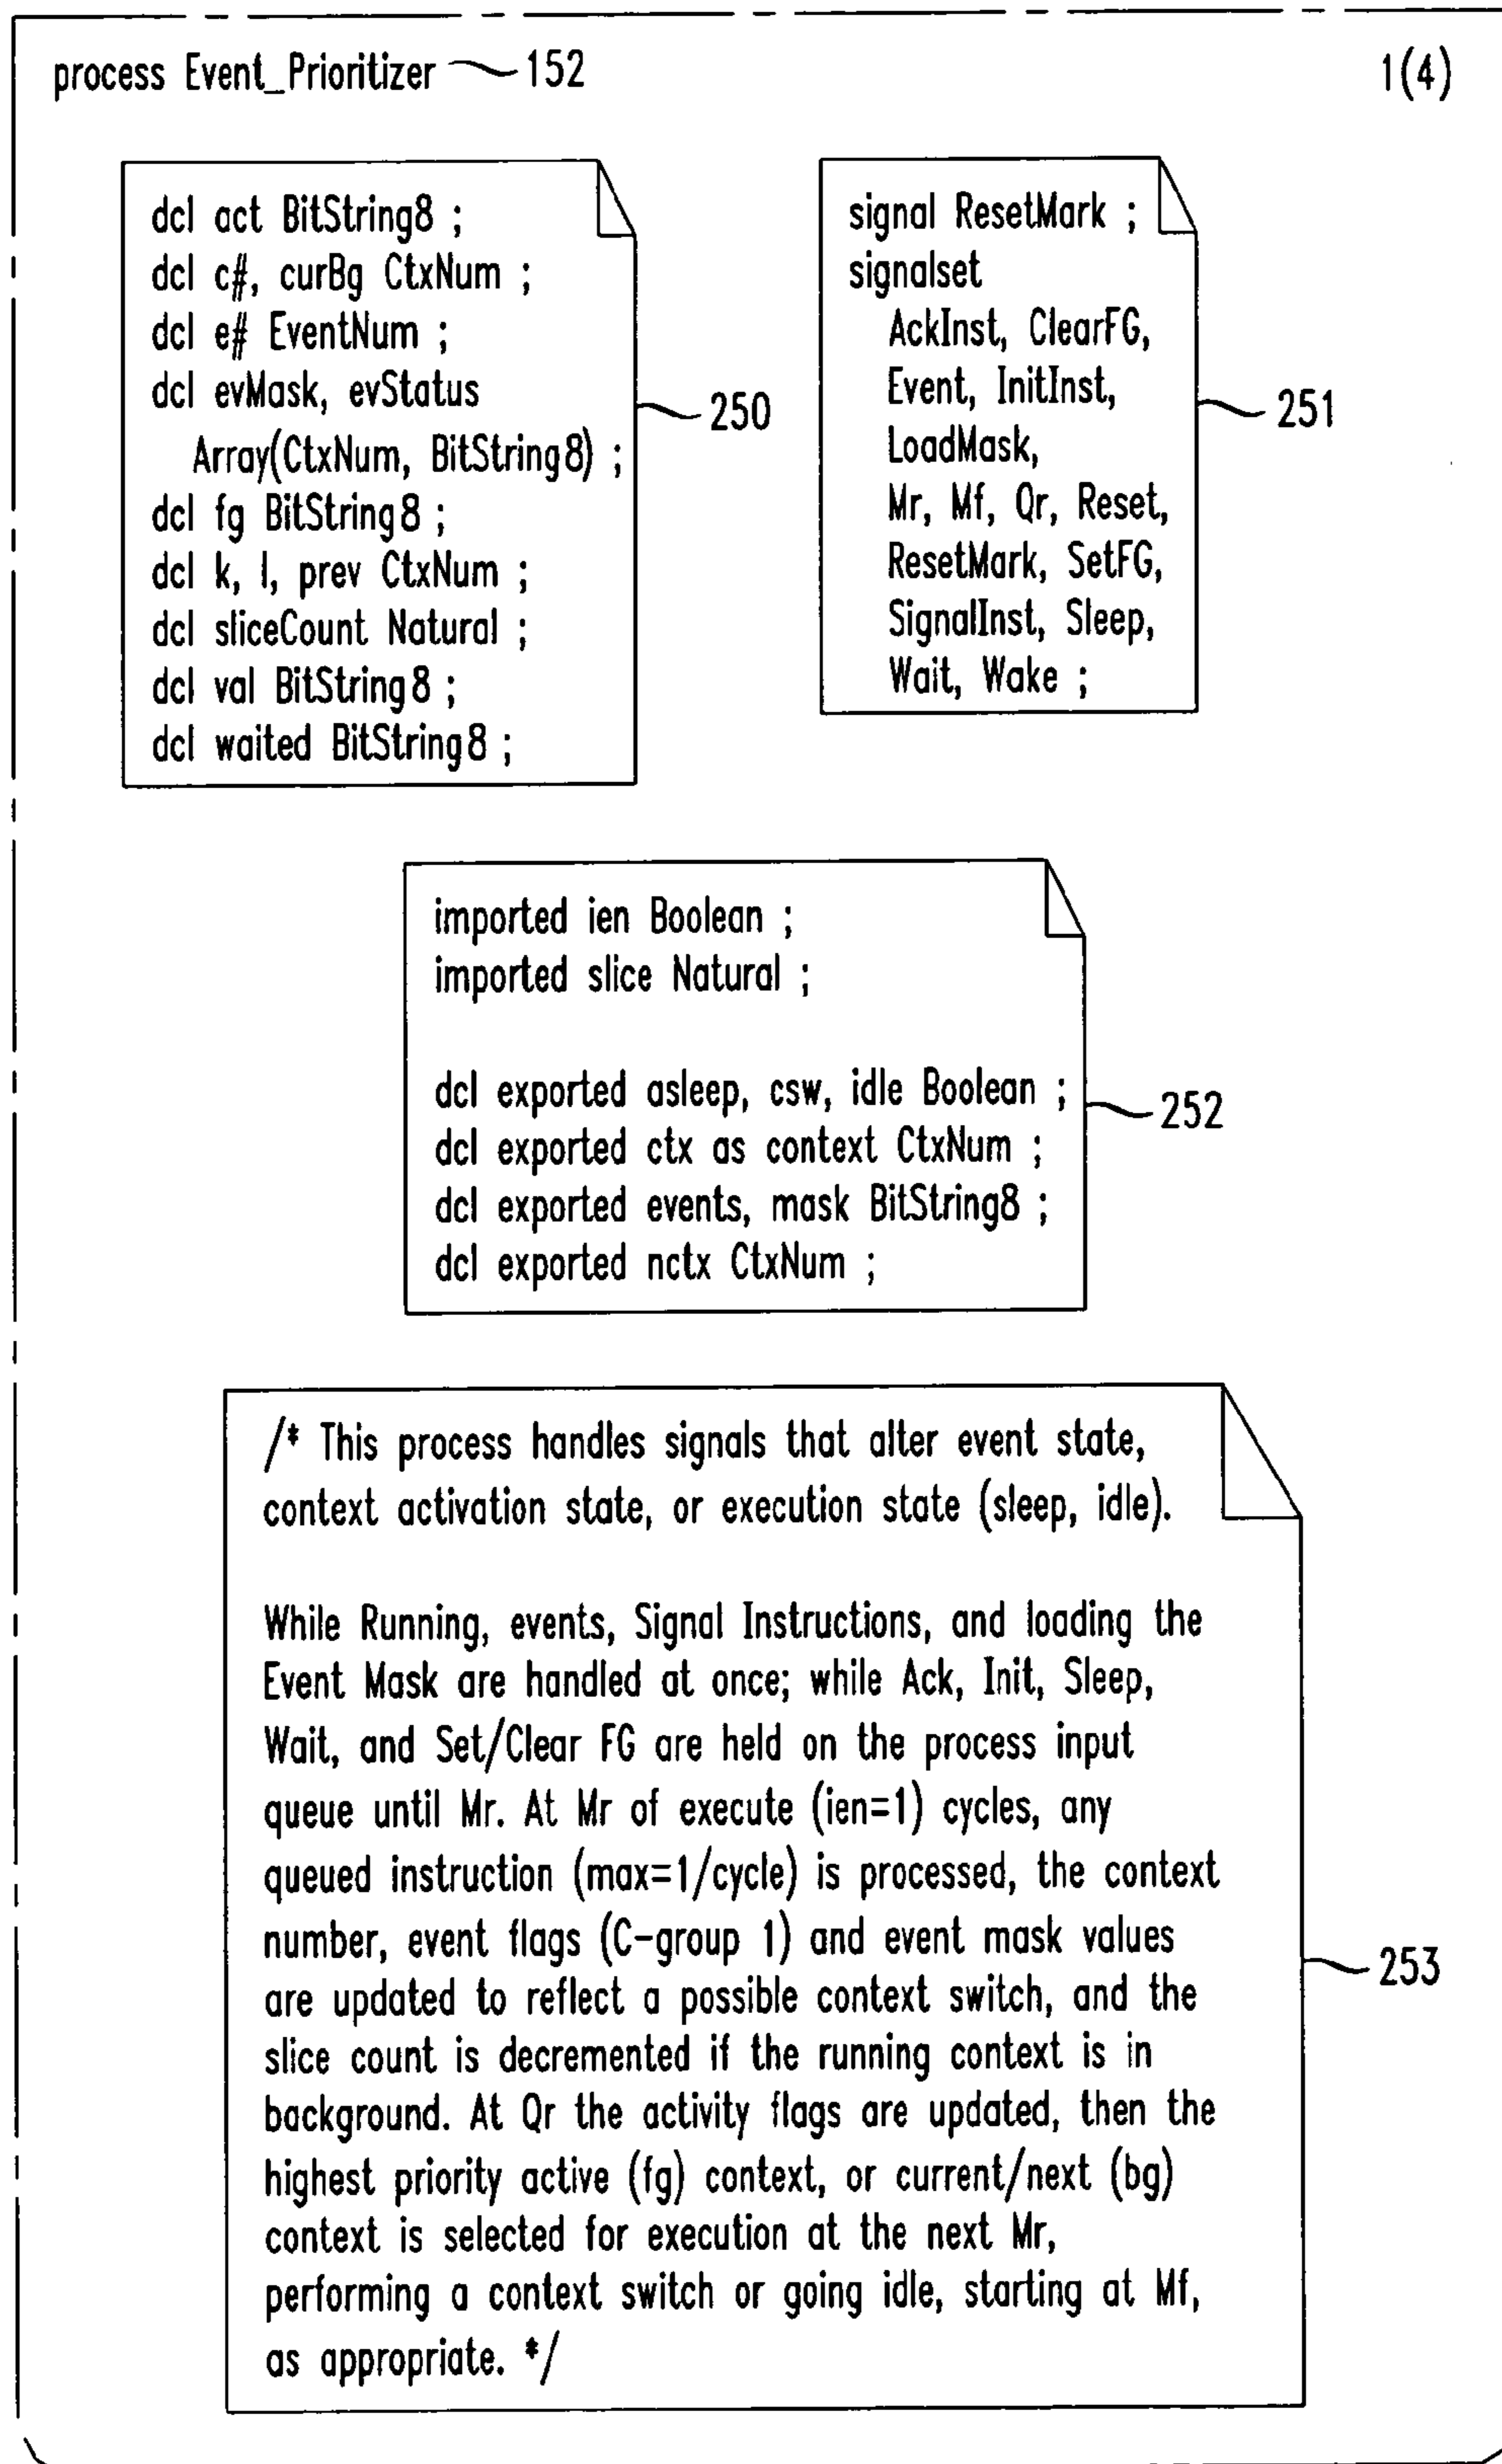 process Event_Prioritizer 152 1(4)
dcl act BitString8 ;
dcl c#, curBg CtxNum ;
dcl e# EventNum ;
dcl evMask, evStatus
Array(CtxNum, BitString8) ;
dcl fg BitString8 ;
dcl k, l, prev CtxNum ;
dcl sliceCount Natural ;
dcl val BitString8 ;
dcl waited BitString8 ;
250
signal ResetMark ;
signalset
AckInst, ClearFG,
Event, InitInst,
LoadMask,
Mr, Mf, Qr, Reset,
ResetMark, SetFG,
SignalInst, Sleep,
Wait, Wake ;
251
imported ien Boolean ;
imported slice Natural ;
dcl exported asleep, csw, idle Boolean ;
dcl exported ctx as context CtxNum ;
dcl exported events, mask BitString8 ;
dcl exported nctx CtxNum ;
252
/* This process handles signals that alter event state,
context activation state, or execution state (sleep, idle).
While Running, events, Signal Instructions, and loading the
Event Mask are handled at once; while Ack, Init, Sleep,
Wait, and Set/Clear FG are held on the process input
queue until Mr. At Mr of execute (ien=1) cycles, any
queued instruction (max=1/cycle) is processed, the context
number, event flags (C-group 1) and event mask values
are updated to reflect a possible context switch, and the
slice count is decremented if the running context is in
background. At Qr the activity flags are updated, then the
highest priority active (fg) context, or current/next (bg)
context is selected for execution at the next Mr,
performing a context switch or going idle, starting at Mf,
as appropriate. */
253